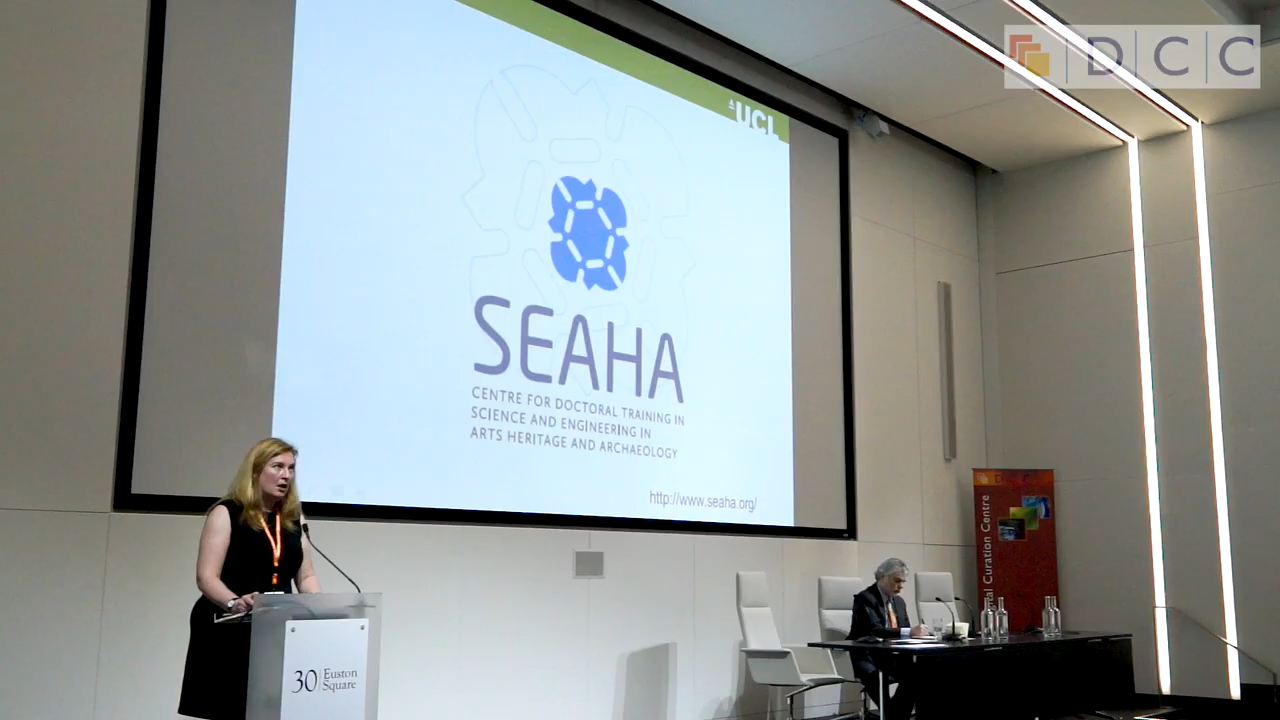 DCC
UCL
SEAHA
CENTRE FOR DOCTORAL TRAINING IN
SCIENCE AND ENGINEERING IN
ARTS HERITAGE AND ARCHAEOLOGY
http://www.seaha.org/
Curation Centre
30 Euston
Square